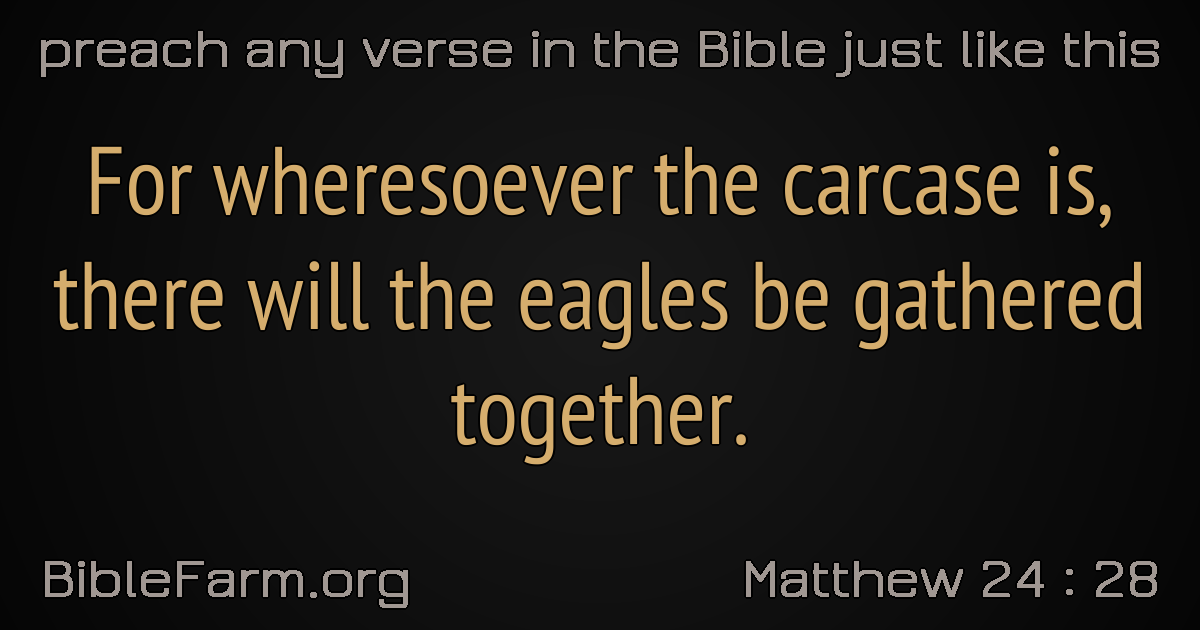 preach any verse in the Bible just like this
For wheresoever the carcase is,
there will the eagles be gathered
together.
BibleFarm.org
Matthew 24 : 28